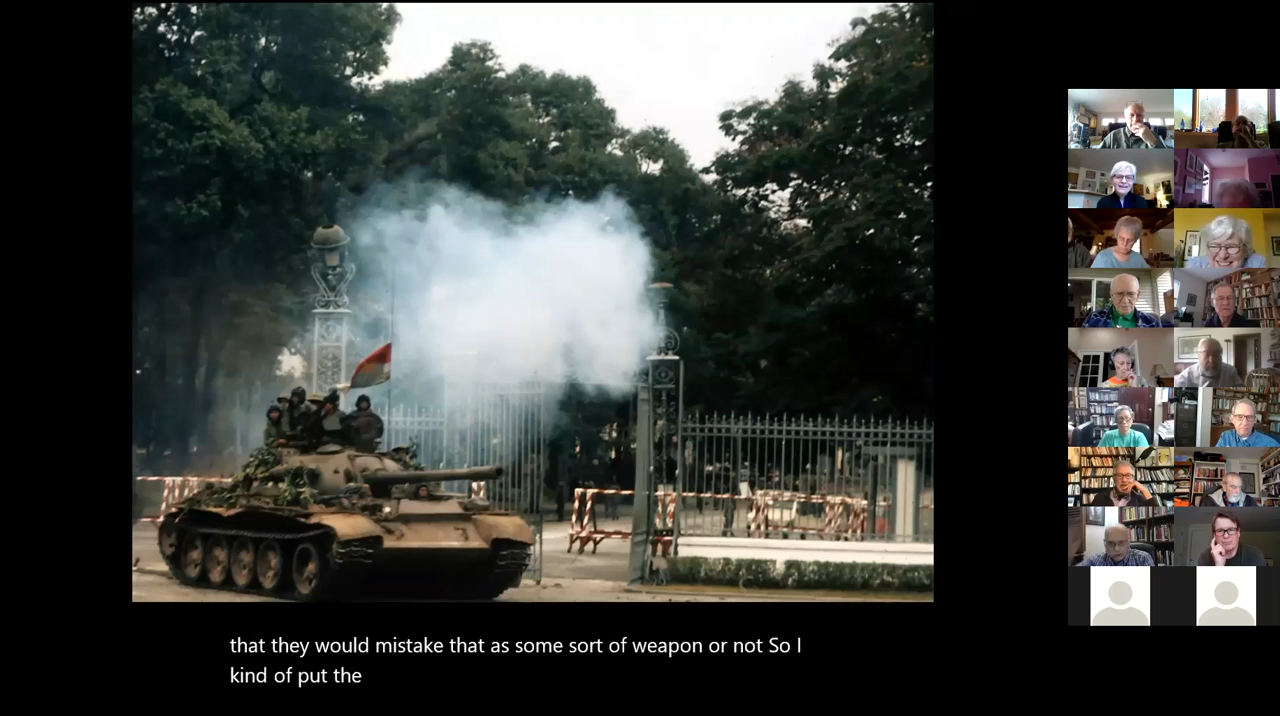 that they would mistake that as some sort of weapon or not So I
kind of put the